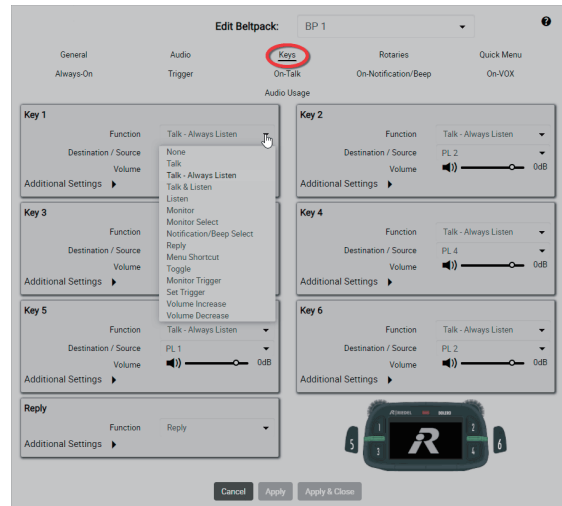 Edit Beltpack: BP 1 ?
General Audio Keys Rotaries Quick Menu
Always-On Trigger On-Talk On-Notification/Beep On-VOX
Audio Usage
Key 1
Function Talk - Always Listen
Destination / Source
Volume
Additional Settings
None
Talk
Talk - Always Listen
Talk & Listen
Listen
Monitor
Monitor Select
Notification/Beep Select
Reply
Menu Shortcut
Toggle
Monitor Trigger
Set Trigger
Volume Increase
Volume Decrease
Key 2
Function Talk - Always Listen
Destination / Source PL 2
Volume 0dB
Additional Settings
Key 3
Function
Destination / Source
Volume
Additional Settings
Key 4
Function Talk - Always Listen
Destination / Source PL 4
Volume 0dB
Additional Settings
Key 5
Function Talk - Always Listen
Destination / Source PL 1
Volume 0dB
Additional Settings
Key 6
Function Talk - Always Listen
Destination / Source PL 2
Volume 0dB
Additional Settings
Reply
Function Reply
Additional Settings
RIEDEL BOLERO
1 2
5 3 R 4 6
Cancel Apply Apply & Close